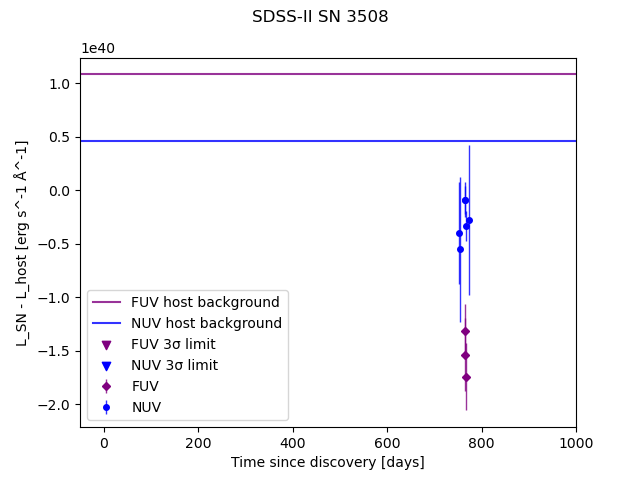 SDSS-II SN 3508
1e40
1.0
0.5
0.0
−0.5
−1.0
−1.5
−2.0
L_SN - L_host [erg s^-1 Å^-1]
FUV host background
NUV host background
FUV 3σ limit
NUV 3σ limit
FUV
NUV
0 200 400 600 800 1000
Time since discovery [days]